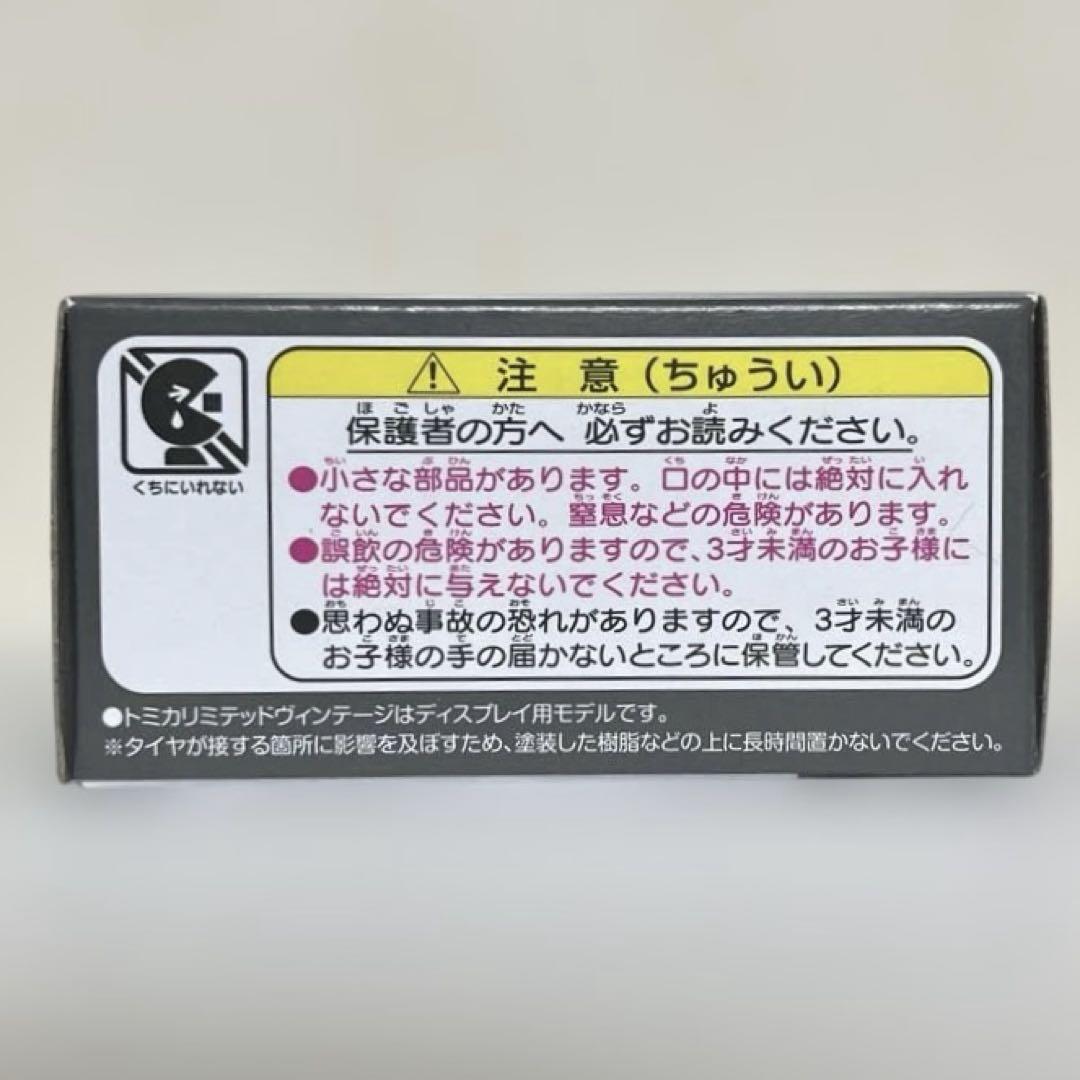 くちにいれない
注 意（ちゅうい）
保護者の方へ 必ずお読みください。
●小さな部品があります。口の中には絶対に入れ
ないでください。窒息などの危険があります。
●誤飲の危険がありますので、3才未満のお子様に
は絶対に与えないでください。
●思わぬ事故の恐れがありますので、3才未満の
お子様の手の届かないところに保管してください。
●トミカリミテッドヴィンテージはディスプレイ用モデルです。
※タイヤが接する箇所に影響を及ぼすため、塗装した樹脂などの上に長時間置かないでください。